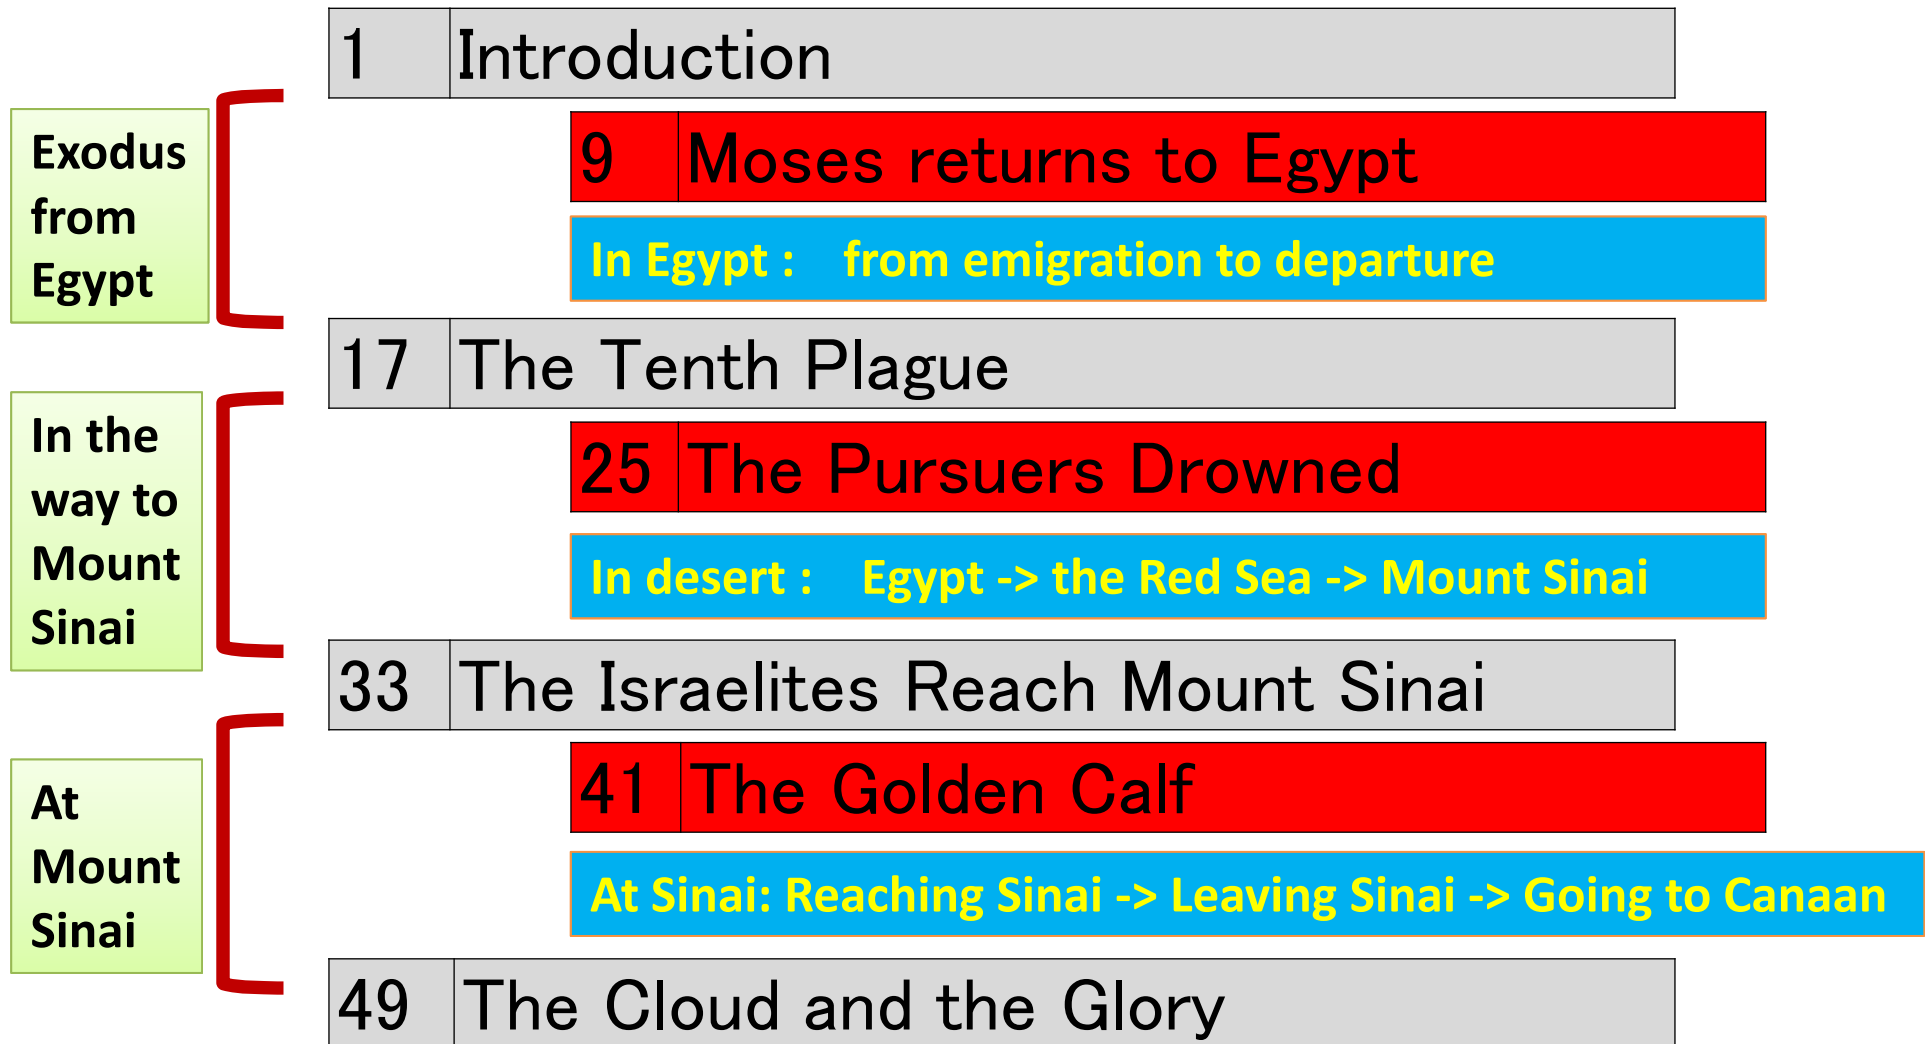 1 Introduction
Exodus
from
Egypt
9 Moses returns to Egypt
In Egypt : from emigration to departure
17 The Tenth Plague
In the
way to
Mount
Sinai
25 The Pursuers Drowned
In desert : Egypt -> the Red Sea -> Mount Sinai
33 The Israelites Reach Mount Sinai
At
Mount
Sinai
41 The Golden Calf
At Sinai: Reaching Sinai -> Leaving Sinai -> Going to Canaan
49 The Cloud and the Glory